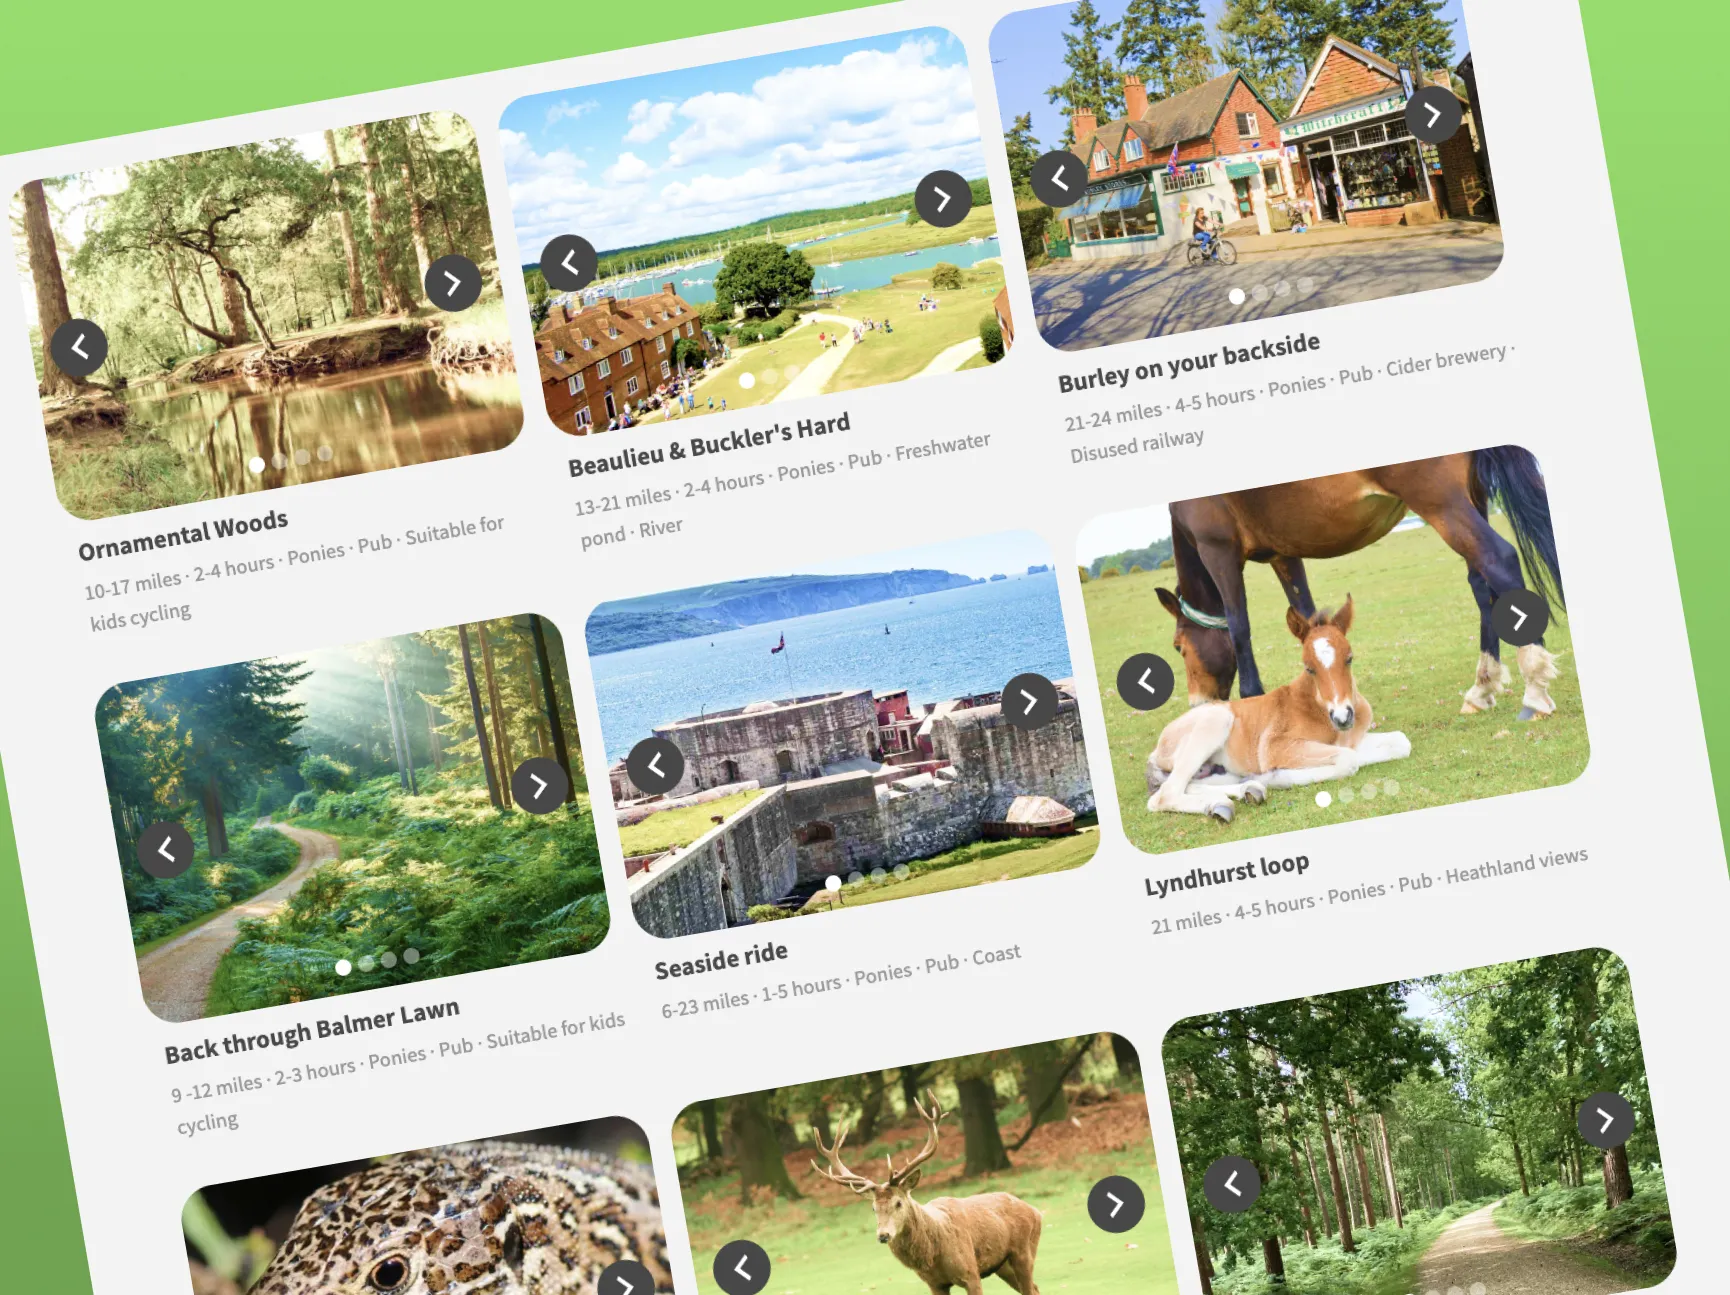 Witchcraft
Ornamental Woods
10-17 miles · 2-4 hours · Ponies · Pub · Suitable for
kids cycling
Beaulieu & Buckler's Hard
13-21 miles · 2-4 hours · Ponies · Pub · Freshwater
pond · River
Burley on your backside
21-24 miles · 4-5 hours · Ponies · Pub · Cider brewery ·
Disused railway
Back through Balmer Lawn
9 -12 miles · 2-3 hours · Ponies · Pub · Suitable for kids
cycling
Seaside ride
6-23 miles · 1-5 hours · Ponies · Pub · Coast
Lyndhurst loop
21 miles · 4-5 hours · Ponies · Pub · Heathland views